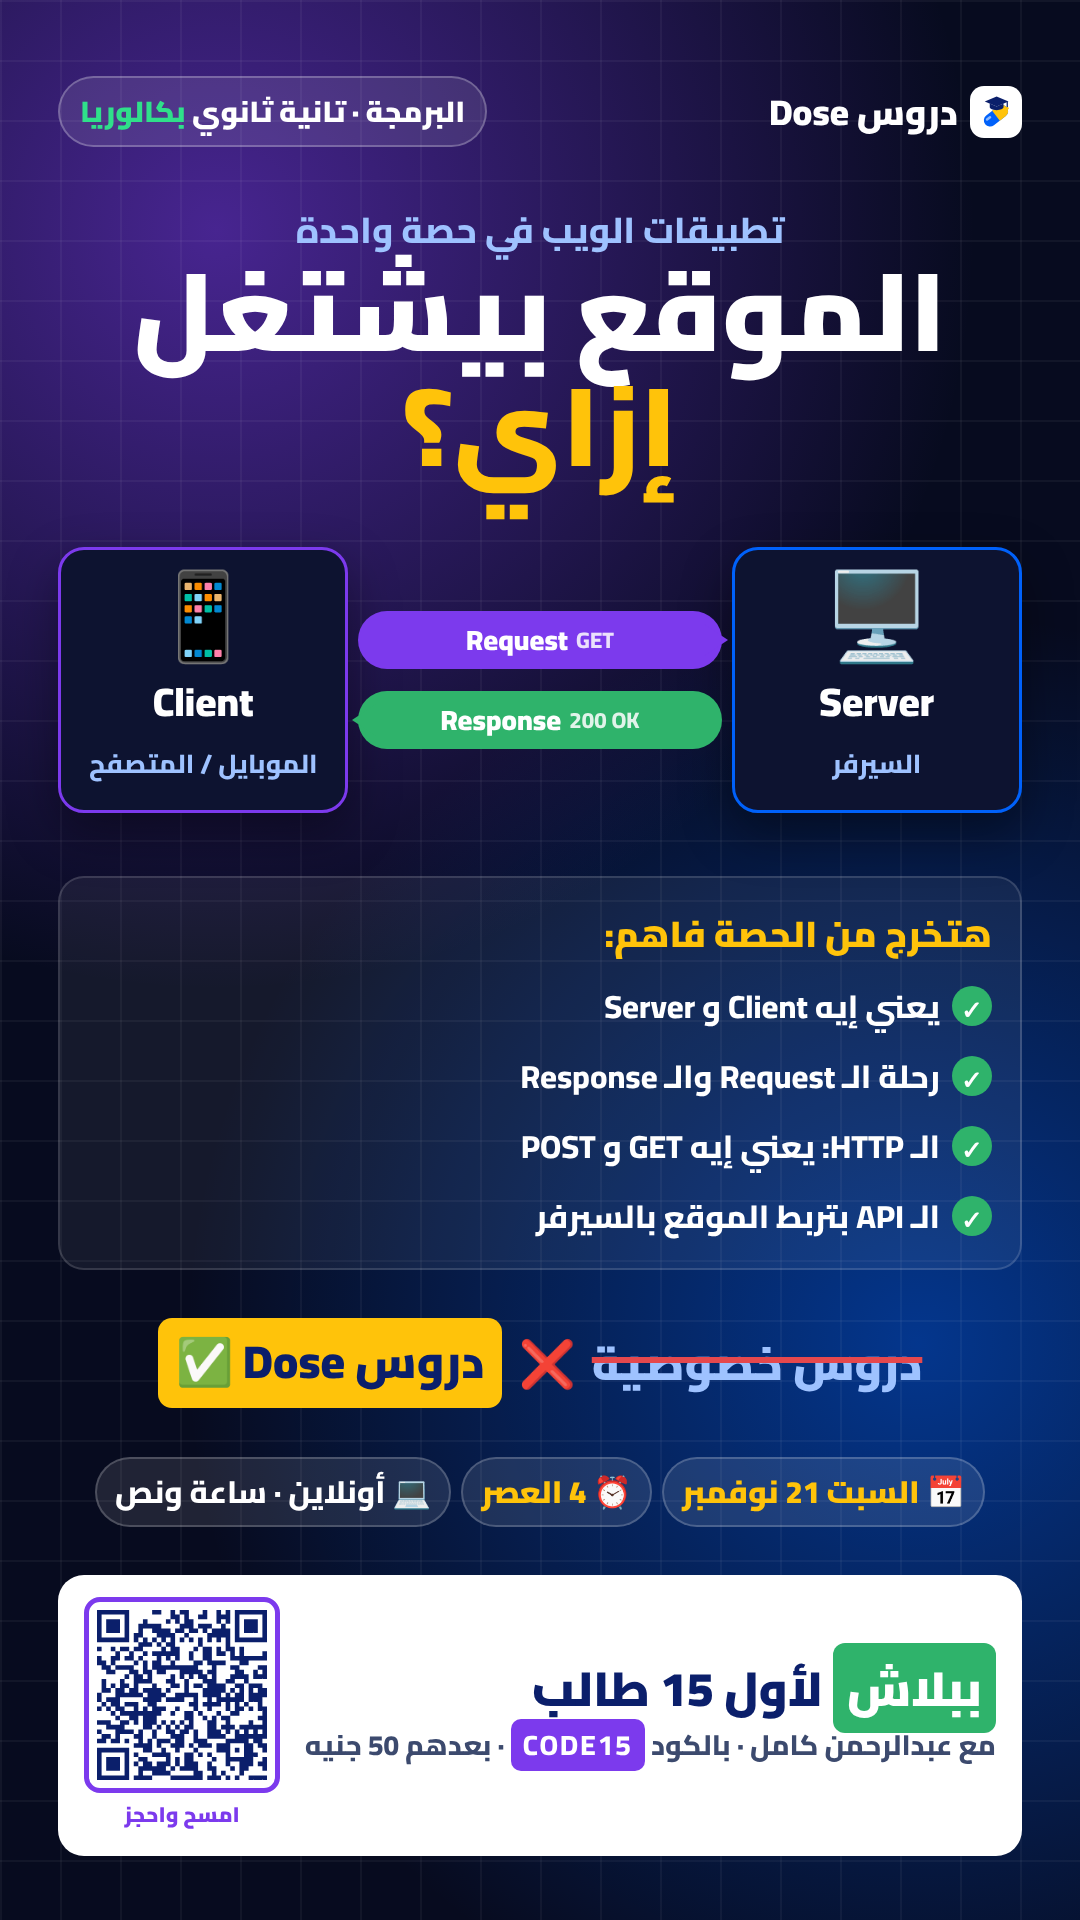 دروس Dose
البرمجة · تانية ثانوي بكالوريا
تطبيقات الويب في حصة واحدة
الموقع بيشتغل
إزاي؟
Server
السيرفر
Request GET
Response 200 OK
Client
الموبايل / المتصفح
هتخرج من الحصة فاهم:
✓ يعني إيه Client و Server
✓ رحلة الـ Request والـ Response
✓ الـ HTTP: يعني إيه GET و POST
✓ الـ API بتربط الموقع بالسيرفر
دروس خصوصية ❌ دروس Dose ✅
📅 السبت 21 نوفمبر
⏰ 4 العصر
💻 أونلاين · ساعة ونص
ببلاش لأول 15 طالب
مع عبدالرحمن كامل · بالكود CODE15 · بعدهم 50 جنيه
امسح واحجز